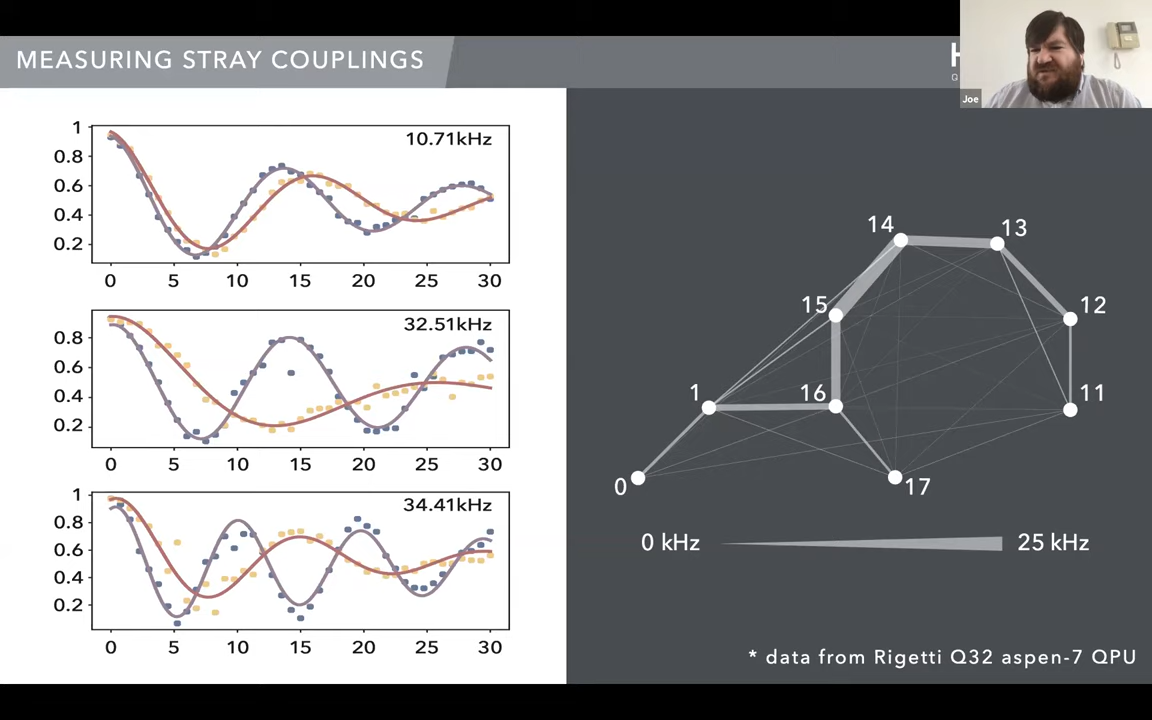 MEASURING STRAY COUPLINGS
H
Q
Joe
10.71kHz
1
0.8
0.6
0.4
0.2
0 5 10 15 20 25 30
32.51kHz
0.8
0.6
0.4
0.2
0 5 10 15 20 25 30
34.41kHz
1
0.8
0.6
0.4
0.2
0 5 10 15 20 25 30
14 13
15 12
1 16 11
0 17
0 kHz 25 kHz
* data from Rigetti Q32 aspen-7 QPU